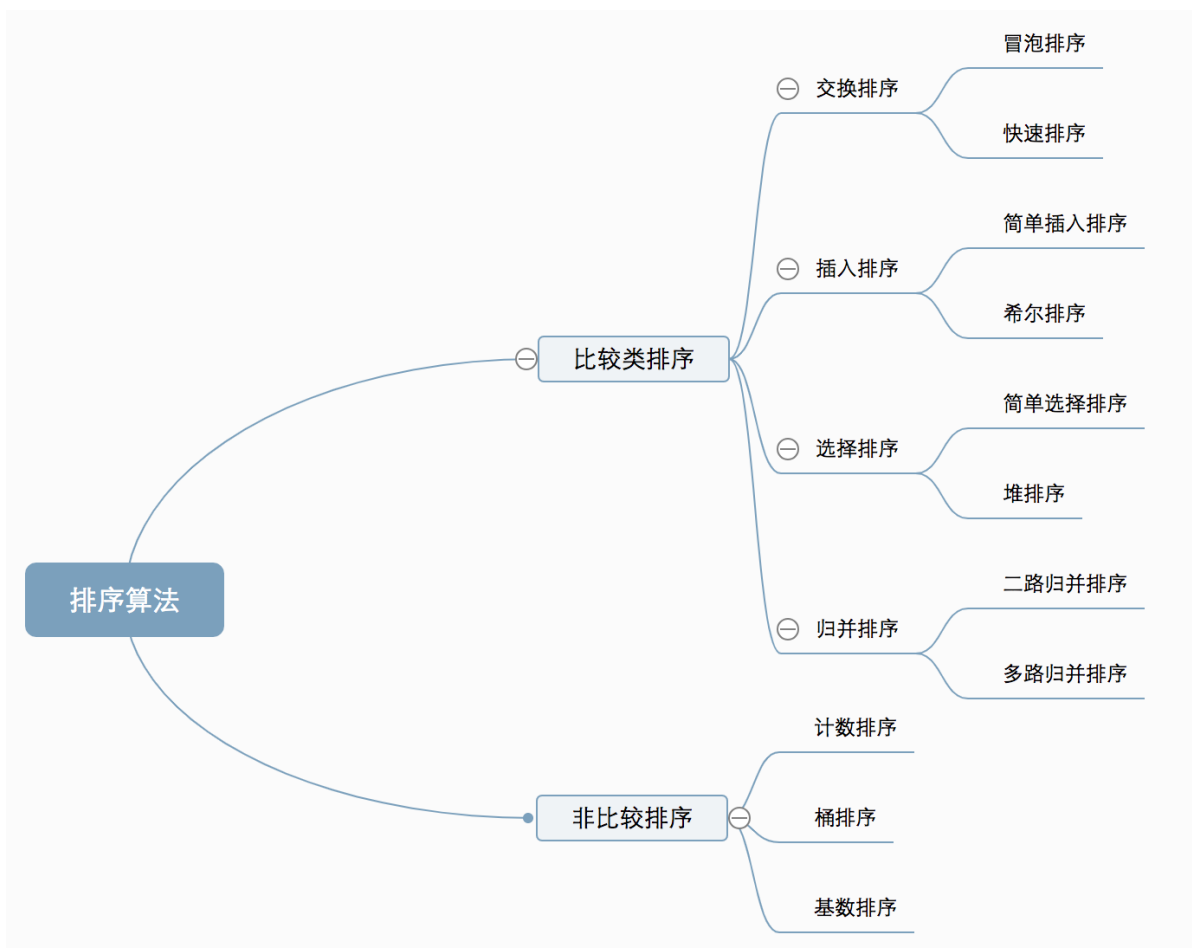 排序算法
比较类排序
交换排序
冒泡排序
快速排序
插入排序
简单插入排序
希尔排序
选择排序
简单选择排序
堆排序
归并排序
二路归并排序
多路归并排序
非比较排序
计数排序
桶排序
基数排序